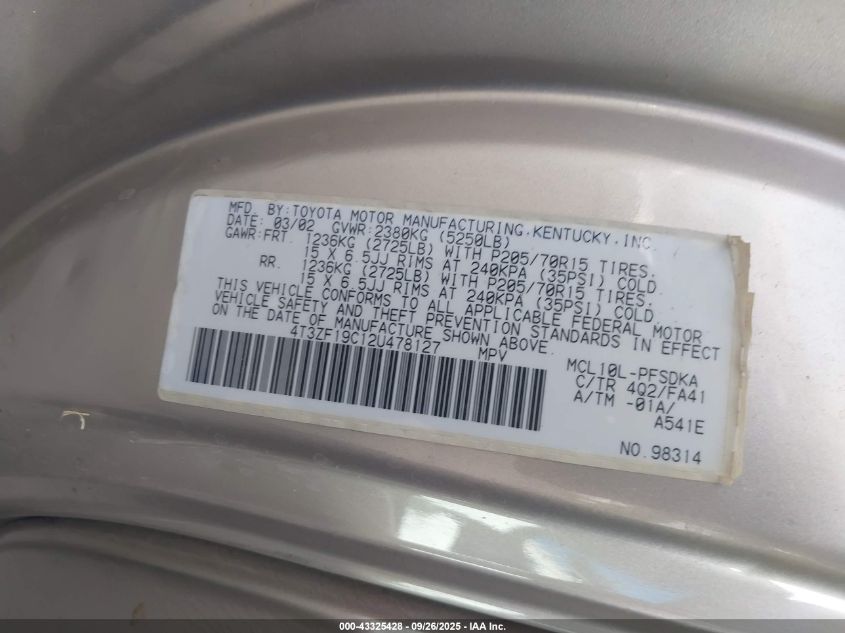 MFD. BY:TOYOTA MOTOR MANUFACTURING,KENTUCKY,INC.
DATE: 03/02 GVWR:2380KG (5250LB)
GAWR:FRT. 1236KG (2725LB) WITH P205/70R15 TIRES,
15 X 6.5JJ RIMS AT 240KPA (35PSI) COLD.
RR. 1236KG (2725LB) WITH P205/70R15 TIRES,
15 X 6.5JJ RIMS AT 240KPA (35PSI) COLD.
THIS VEHICLE CONFORMS TO ALL APPLICABLE FEDERAL MOTOR
VEHICLE SAFETY AND THEFT PREVENTION STANDARDS IN EFFECT
ON THE DATE OF MANUFACTURE SHOWN ABOVE.
4T3ZF19C12U478127 MPV
MCL10L-PFSDKA
C/TR 4Q2/FA41
A/TM -01A/
A541E
NO.98314
000-43325428 - 09/26/2025 - IAA Inc.